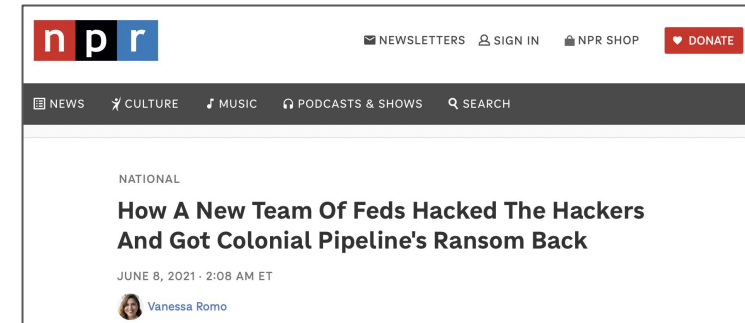 npr
NEWSLETTERS SIGN IN NPR SHOP DONATE
NEWS CULTURE MUSIC PODCASTS & SHOWS SEARCH
NATIONAL
How A New Team Of Feds Hacked The Hackers
And Got Colonial Pipeline's Ransom Back
JUNE 8, 2021 · 2:08 AM ET
Vanessa Romo